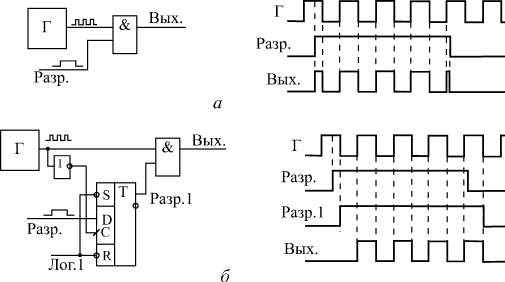 Г
&
Вых.
Разр.
а
Г
Разр.
Вых.
Г
1
&
Вых.
S T
D
C
R
Разр.1
Разр.
Лог.1
б
Г
Разр.
Разр.1
Вых.